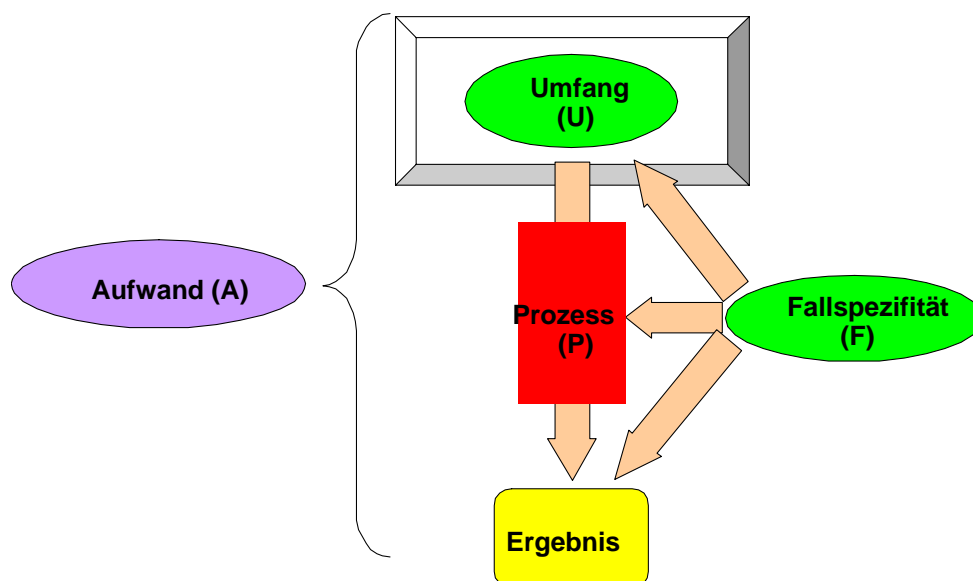 Umfang
(U)
Aufwand (A)
Prozess
(P)
Fallspezifität
(F)
Ergebnis